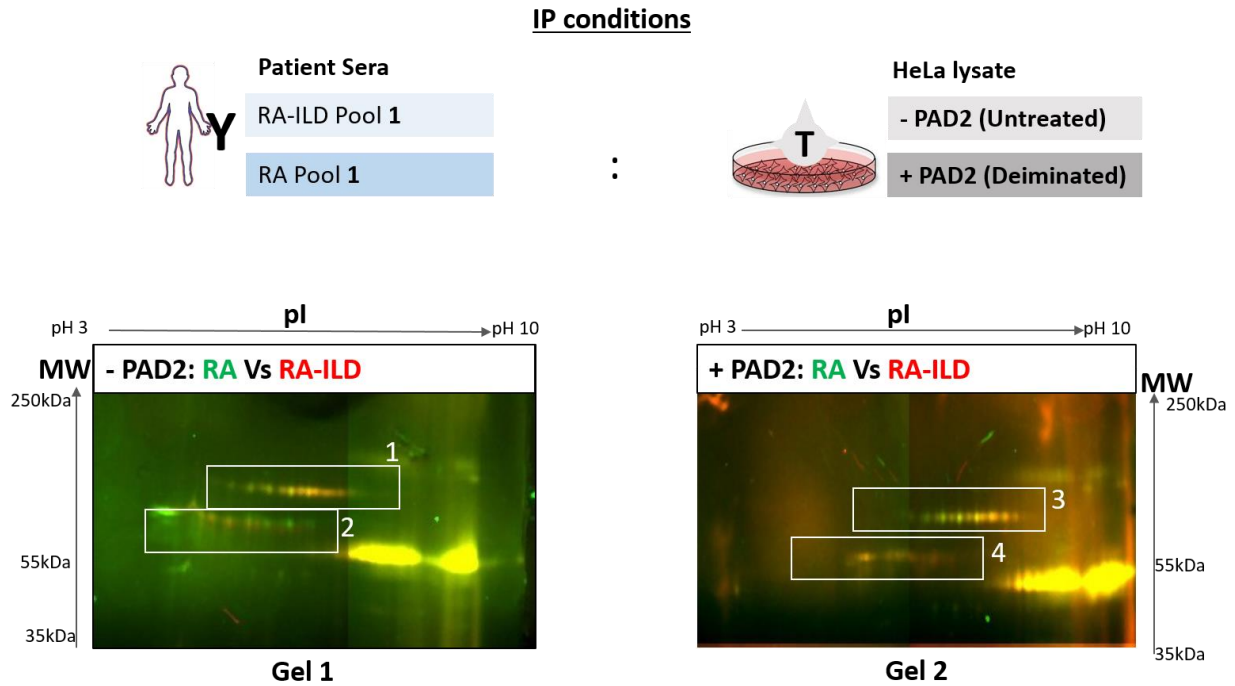 IP conditions
Patient Sera
RA-ILD Pool 1
RA Pool 1
Y
:
HeLa lysate
T
- PAD2 (Untreated)
+ PAD2 (Deiminated)
pI
pH 3
pH 10
MW
- PAD2: RA Vs RA-ILD
250kDa
1
2
55kDa
35kDa
Gel 1
pI
pH 3
pH 10
+ PAD2: RA Vs RA-ILD
MW
250kDa
3
4
55kDa
35kDa
Gel 2